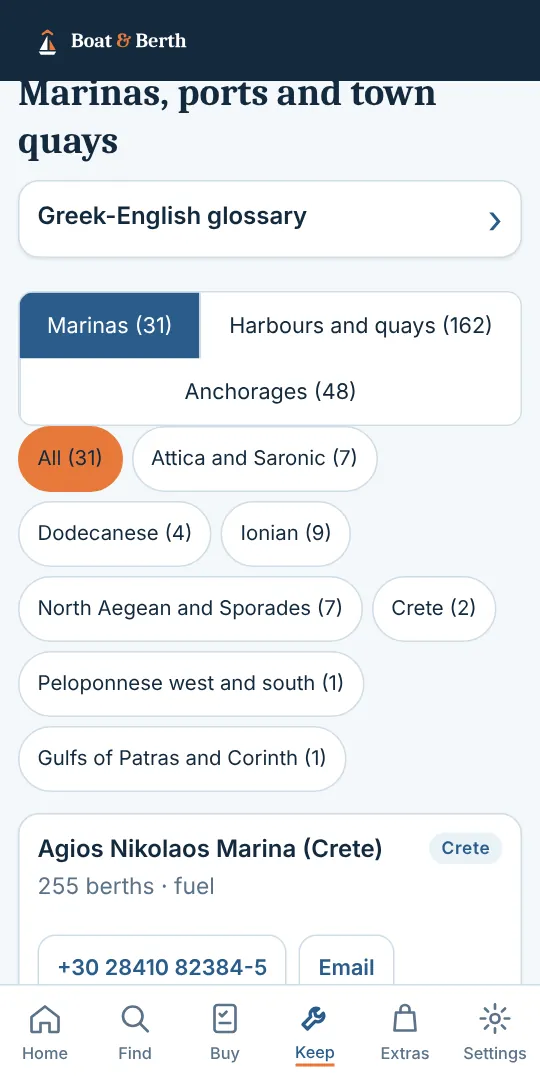 Boat & Berth
Marinas, ports and town
quays
Greek-English glossary
Marinas (31)
Harbours and quays (162)
Anchorages (48)
All (31)
Attica and Saronic (7)
Dodecanese (4)
Ionian (9)
North Aegean and Sporades (7)
Crete (2)
Peloponnese west and south (1)
Gulfs of Patras and Corinth (1)
Agios Nikolaos Marina (Crete)
Crete
255 berths · fuel
+30 28410 82384-5
Email
Home
Find
Buy
Keep
Extras
Settings